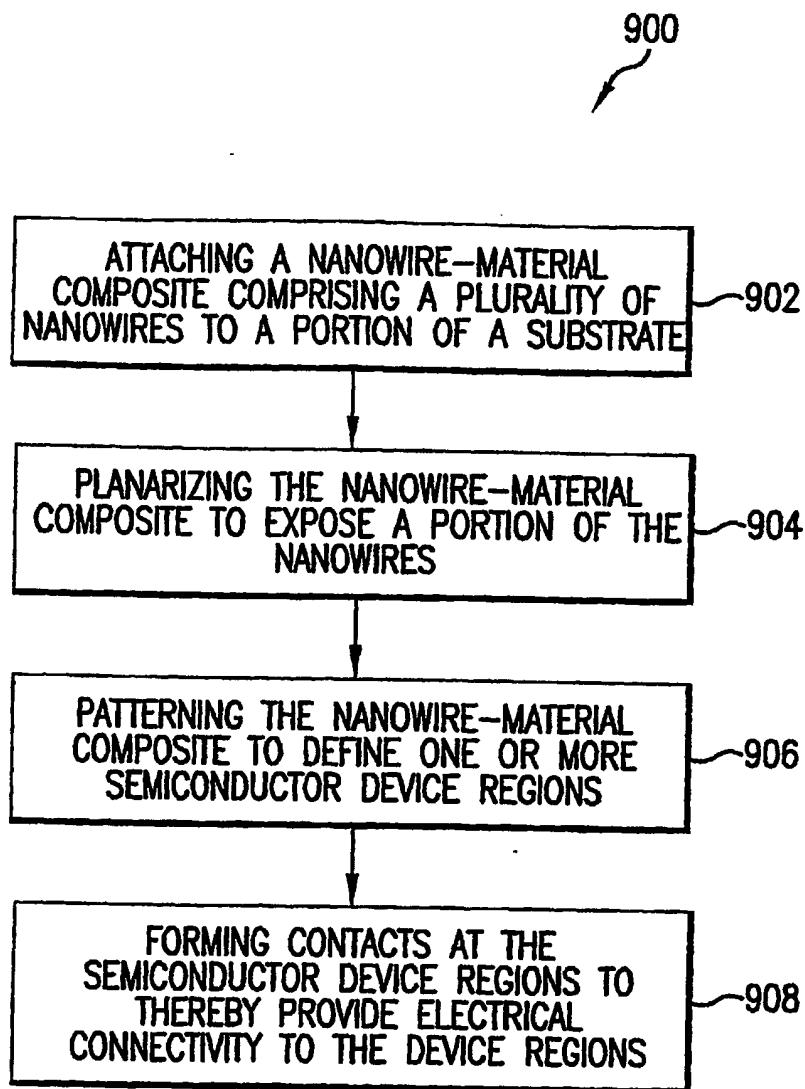 900
ATTACHING A NANOWIRE–MATERIAL
COMPOSITE COMPRISING A PLURALITY OF
NANOWIRES TO A PORTION OF A SUBSTRATE
902
PLANARIZING THE NANOWIRE–MATERIAL
COMPOSITE TO EXPOSE A PORTION OF THE
NANOWIRES
904
PATTERNING THE NANOWIRE–MATERIAL
COMPOSITE TO DEFINE ONE OR MORE
SEMICONDUCTOR DEVICE REGIONS
906
FORMING CONTACTS AT THE
SEMICONDUCTOR DEVICE REGIONS TO
THEREBY PROVIDE ELECTRICAL
CONNECTIVITY TO THE DEVICE REGIONS
908